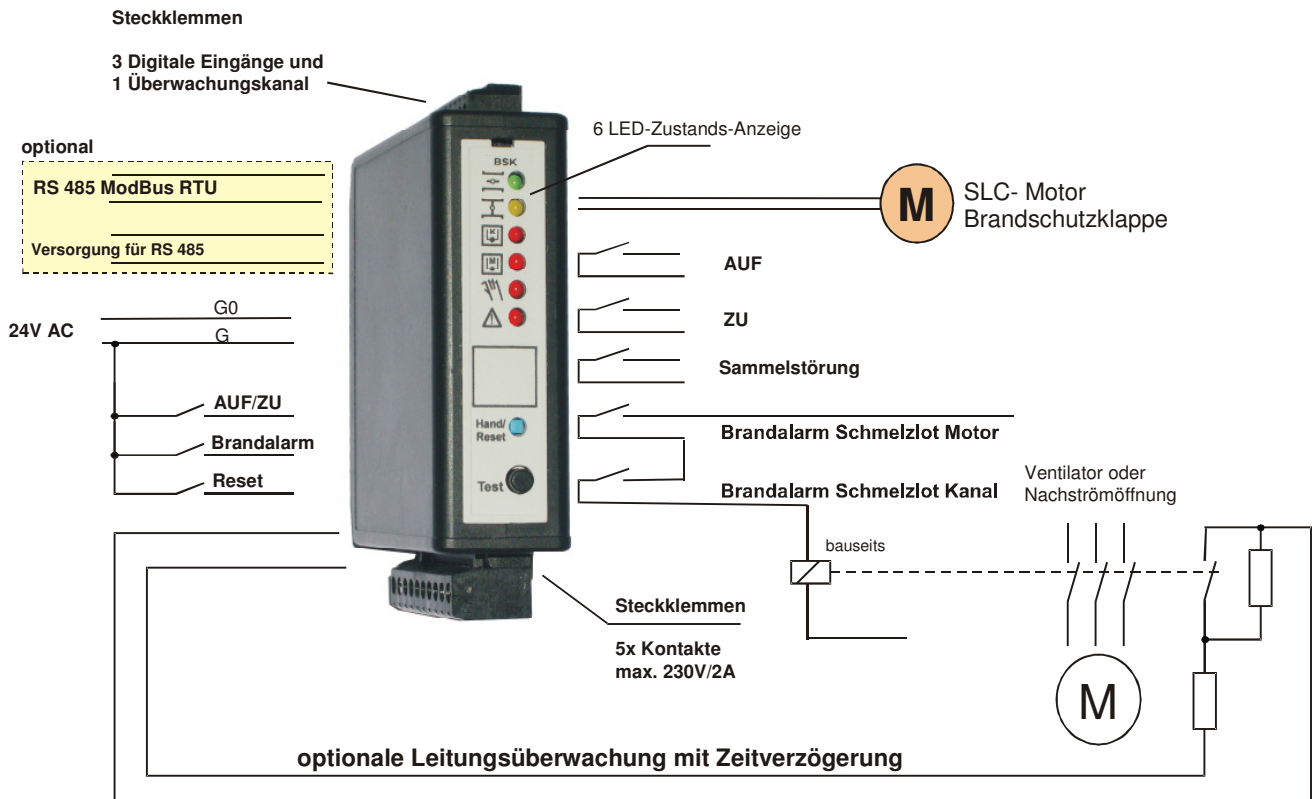 Steckklemmen
3 Digitale Eingänge und
1 Überwachungskanal
6 LED-Zustands-Anzeige
optional
RS 485 ModBus RTU
Versorgung für RS 485
BSK
K
M
M
SLC- Motor
Brandschutzklappe
AUF
ZU
Sammelstörung
24V AC
G0
G
AUF/ZU
Brandalarm
Reset
Hand/
Reset
Test
Brandalarm Schmelzlot Motor
Brandalarm Schmelzlot Kanal
Ventilator oder
Nachströmöffnung
bauseits
Steckklemmen
5x Kontakte
max. 230V/2A
M
optionale Leitungsüberwachung mit Zeitverzögerung